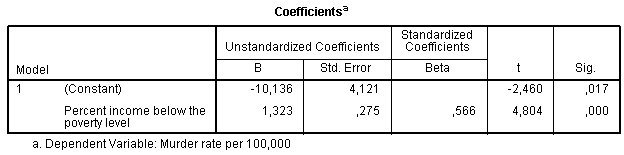 Coefficientsa
Unstandardized Coefficients Standardized Coefficients
Model B Std. Error Beta t Sig.
1 (Constant) -10,136 4,121 -2,460 ,017
Percent income below the poverty level 1,323 ,275 ,566 4,804 ,000
a. Dependent Variable: Murder rate per 100,000